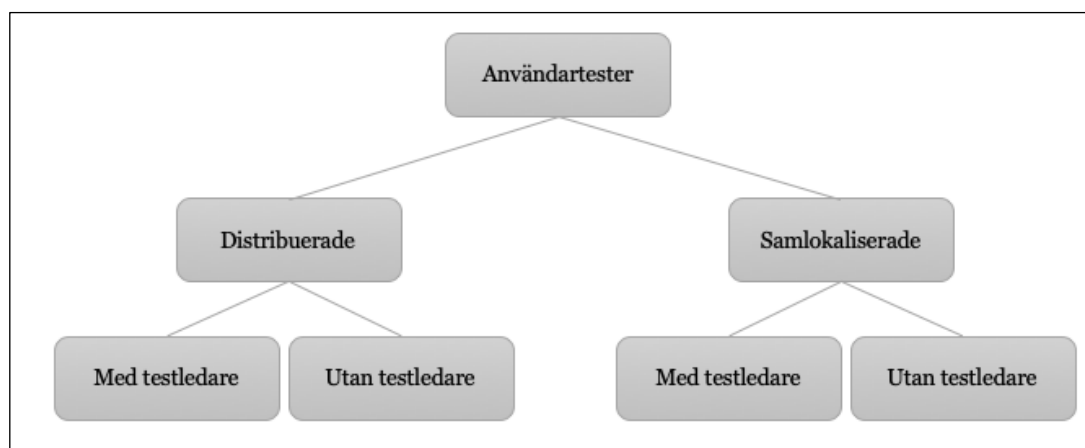 Användartester
Distribuerade
Samlokaliserade
Med testledare
Utan testledare
Med testledare
Utan testledare